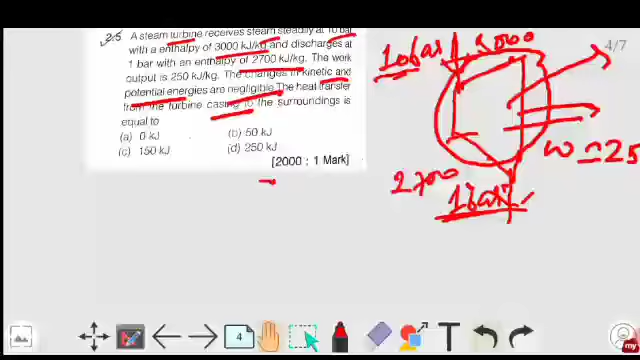 2.5 A steam turbine receives steam steadily at 10 bar
with a enthalpy of 3000 kJ/kg and discharges at
1 bar with an enthalpy of 2700 kJ/kg. The work
output is 250 kJ/kg. The changes in kinetic and
potential energies are negligible. The heat transfer
from the turbine casing to the surroundings is
equal to
(a) 0 kJ (b) 50 kJ
(c) 150 kJ (d) 250 kJ
[2000 : 1 Mark]
10bar 3000
4/7
W = 25
2700
1bar
4
T
my